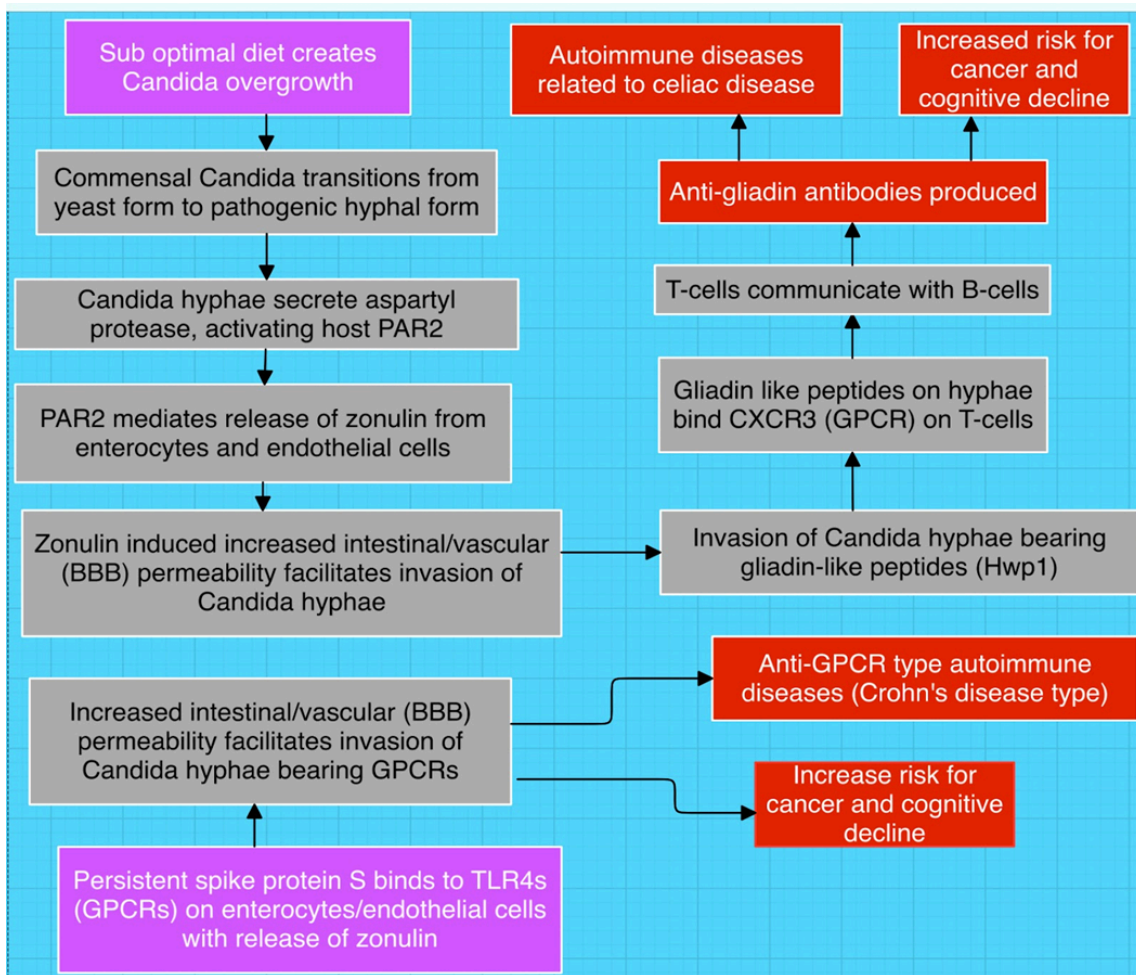 Sub optimal diet creates
Candida overgrowth
Commensal Candida transitions from
yeast form to pathogenic hyphal form
Candida hyphae secrete aspartyl
protease, activating host PAR2
PAR2 mediates release of zonulin from
enterocytes and endothelial cells
Zonulin induced increased intestinal/vascular
(BBB) permeability facilitates invasion of
Candida hyphae
Invasion of Candida hyphae bearing
gliadin-like peptides (Hwp1)
Gliadin like peptides on hyphae
bind CXCR3 (GPCR) on T-cells
T-cells communicate with B-cells
Anti-gliadin antibodies produced
Autoimmune diseases
related to celiac disease
Increased risk for
cancer and
cognitive decline
Persistent spike protein S binds to TLR4s
(GPCRs) on enterocytes/endothelial cells
with release of zonulin
Increased intestinal/vascular (BBB)
permeability facilitates invasion of
Candida hyphae bearing GPCRs
Anti-GPCR type autoimmune
diseases (Crohn's disease type)
Increase risk for
cancer and cognitive
decline